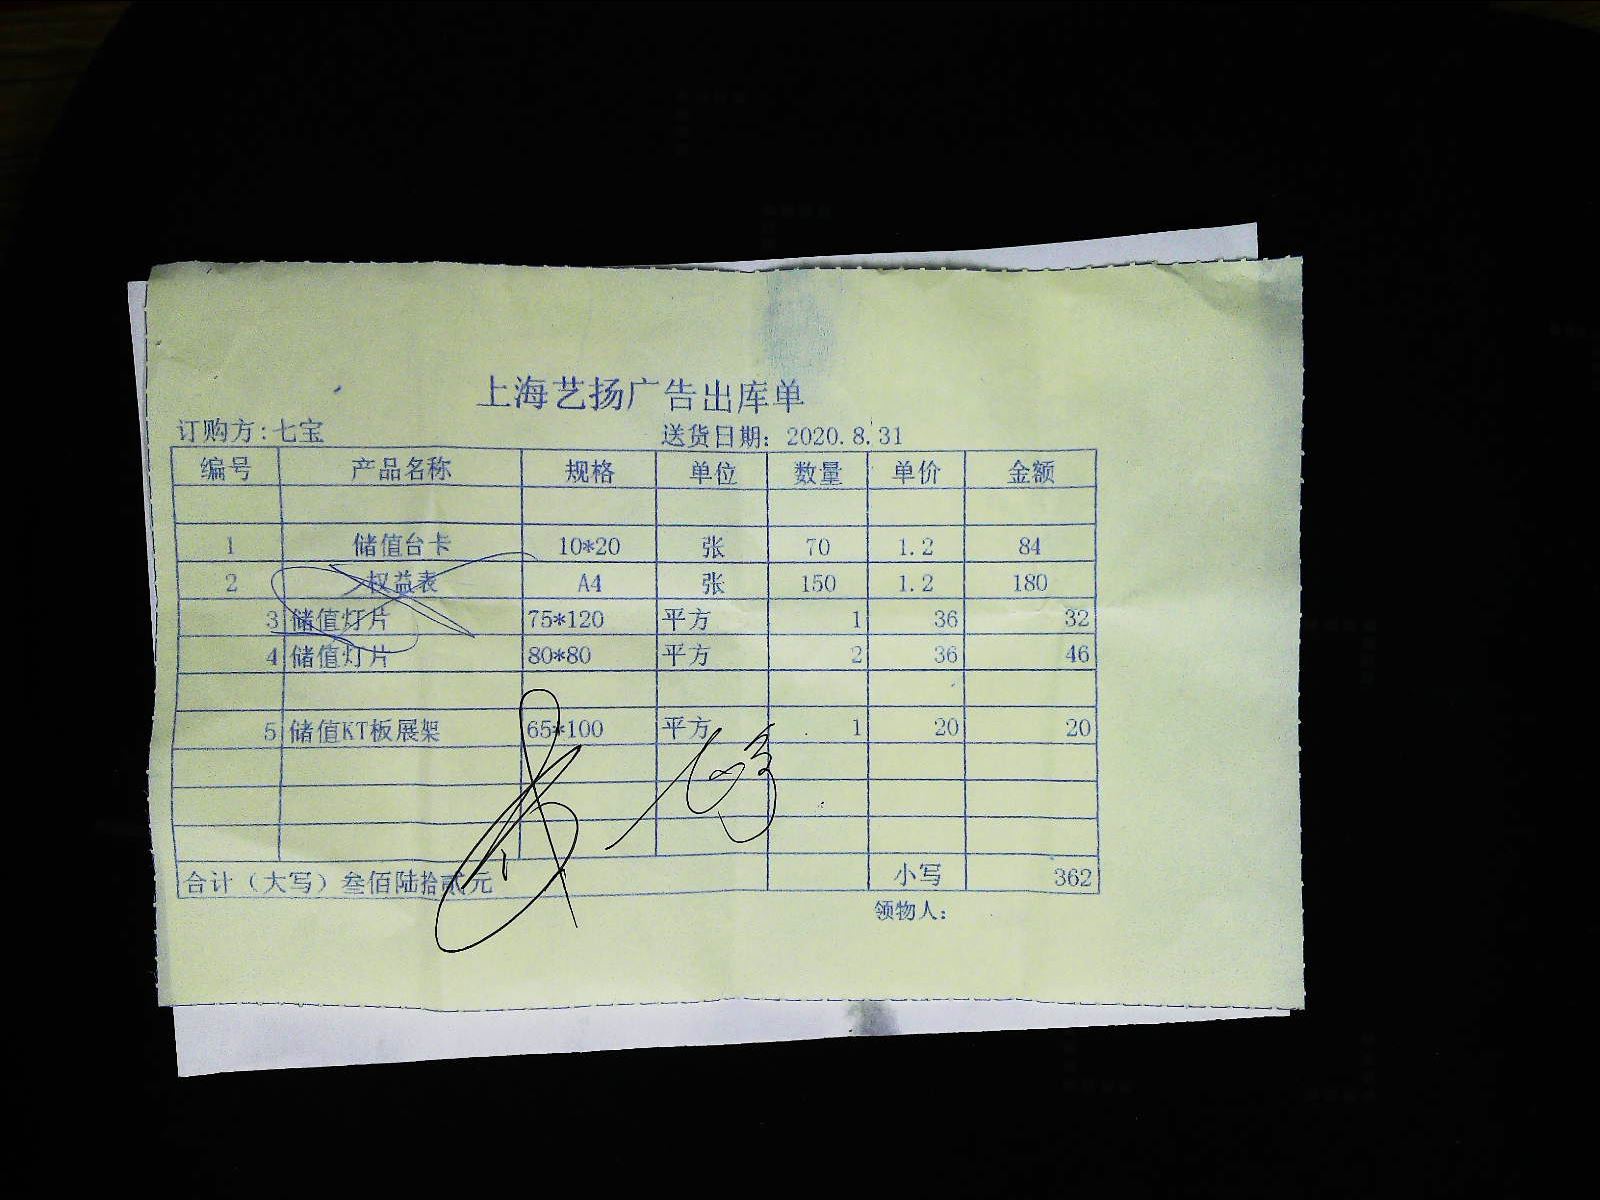 上海艺扬广告出库单
订购方:七宝 送货日期: 2020.8.31
编号 产品名称 规格 单位 数量 单价 金额
1 储值台卡 10*20 张 70 1.2 84
2 权益表 A4 张 150 1.2 180
3 储值灯片 75*120 平方 1 36 32
4 储值灯片 80*80 平方 2 36 46
5 储值KT板展架 65*100 平方 1 20 20
合计（大写）叁佰陆拾贰元 小写 362
领物人: